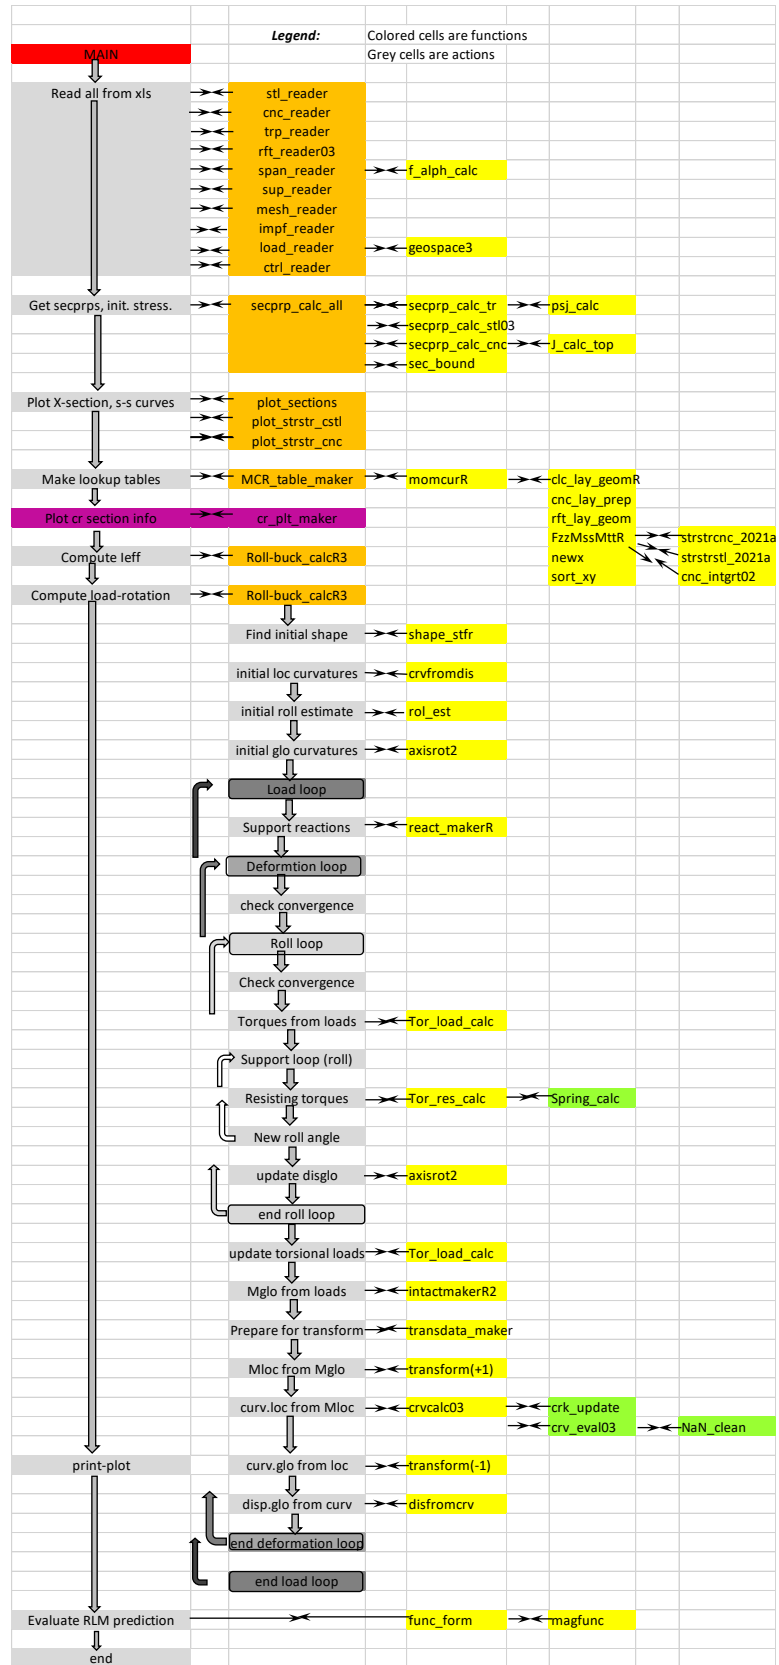 Legend: Colored cells are functions
MAIN Grey cells are actions
Read all from xls stl_reader
cnc_reader
trp_reader
rft_reader03
span_reader f_alph_calc
sup_reader
mesh_reader
impf_reader
load_reader geospace3
ctrl_reader
Get secprps, init. stress. secprp_calc_all secprp_calc_tr psj_calc
secprp_calc_stl03
secprp_calc_cnc J_calc_top
sec_bound
Plot X-section, s-s curves plot_sections
plot_strstr_cstl
plot_strstr_cnc
Make lookup tables MCR_table_maker momcurR clc_lay_geomR
Plot cr section info cr_plt_maker cnc_lay_prep
rft_lay_geom
FzzMssMttR strstrcnc_2021a
Compute Ieff Roll-buck_calcR3 newx strstrstl_2021a
sort_xy cnc_intgrt02
Compute load-rotation Roll-buck_calcR3
Find initial shape shape_stfr
initial loc curvatures crvfromdis
initial roll estimate rol_est
initial glo curvatures axisrot2
Load loop
Support reactions react_makerR
Deformtion loop
check convergence
Roll loop
Check convergence
Torques from loads Tor_load_calc
Support loop (roll)
Resisting torques Tor_res_calc Spring_calc
New roll angle
update disglo axisrot2
end roll loop
update torsional loads Tor_load_calc
Mglo from loads intactmakerR2
Prepare for transform transdata_maker
Mloc from Mglo transform(+1)
curv.loc from Mloc crvcalc03 crk_update
crv_eval03 NaN_clean
print-plot curv.glo from loc transform(-1)
disp.glo from curv disfromcrv
end deformation loop
end load loop
Evaluate RLM prediction func_form magfunc
end